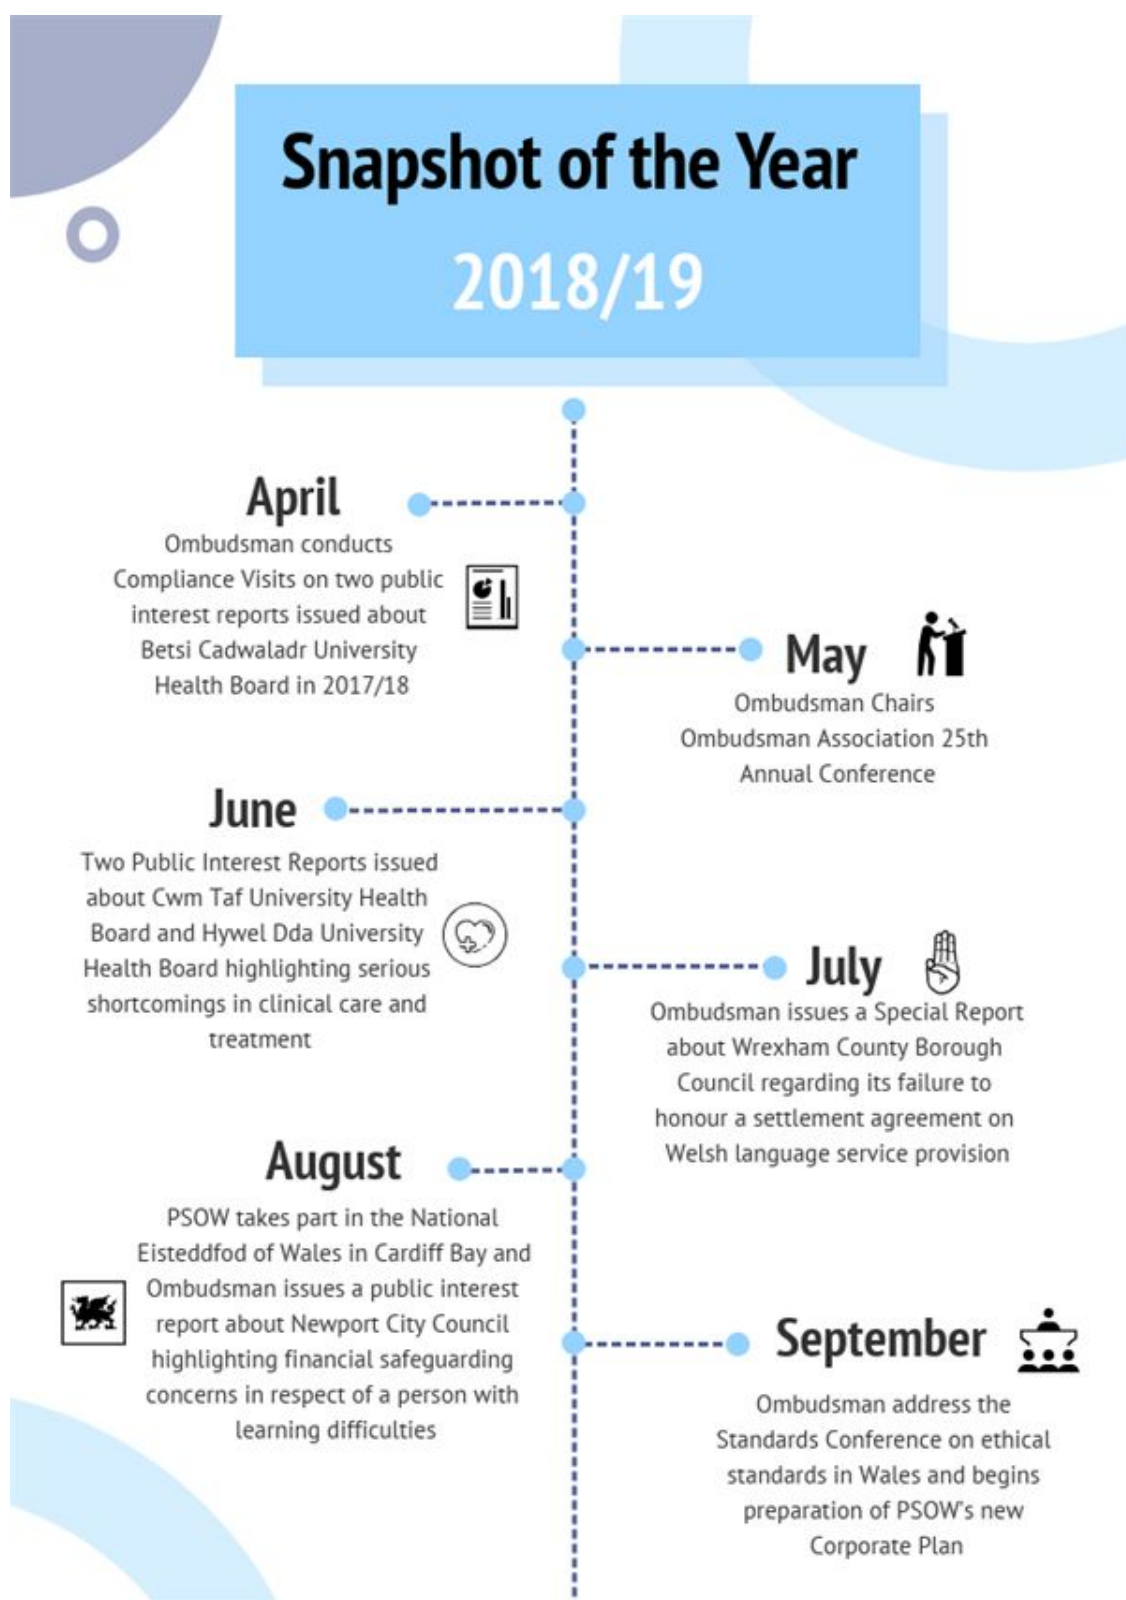 Snapshot of the Year
2018/19
April
Ombudsman conducts
Compliance Visits on two public
interest reports issued about
Betsi Cadwaladr University
Health Board in 2017/18
May
Ombudsman Chairs
Ombudsman Association 25th
Annual Conference
June
Two Public Interest Reports issued
about Cwm Taf University Health
Board and Hywel Dda University
Health Board highlighting serious
shortcomings in clinical care and
treatment
July
Ombudsman issues a Special Report
about Wrexham County Borough
Council regarding its failure to
honour a settlement agreement on
Welsh language service provision
August
PSOW takes part in the National
Eisteddfod of Wales in Cardiff Bay and
Ombudsman issues a public interest
report about Newport City Council
highlighting financial safeguarding
concerns in respect of a person with
learning difficulties
September
Ombudsman address the
Standards Conference on ethical
standards in Wales and begins
preparation of PSOW's new
Corporate Plan